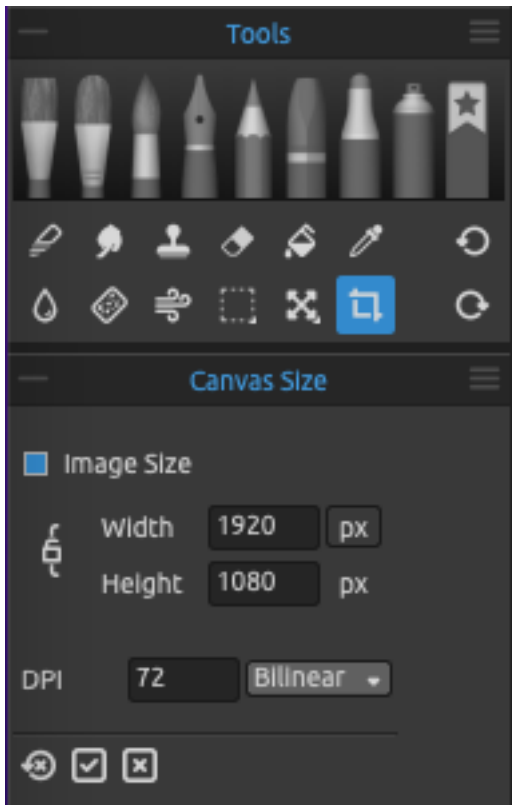 Tools
Canvas Size
Image Size
Width 1920 px
Height 1080 px
DPI 72 Bilinear